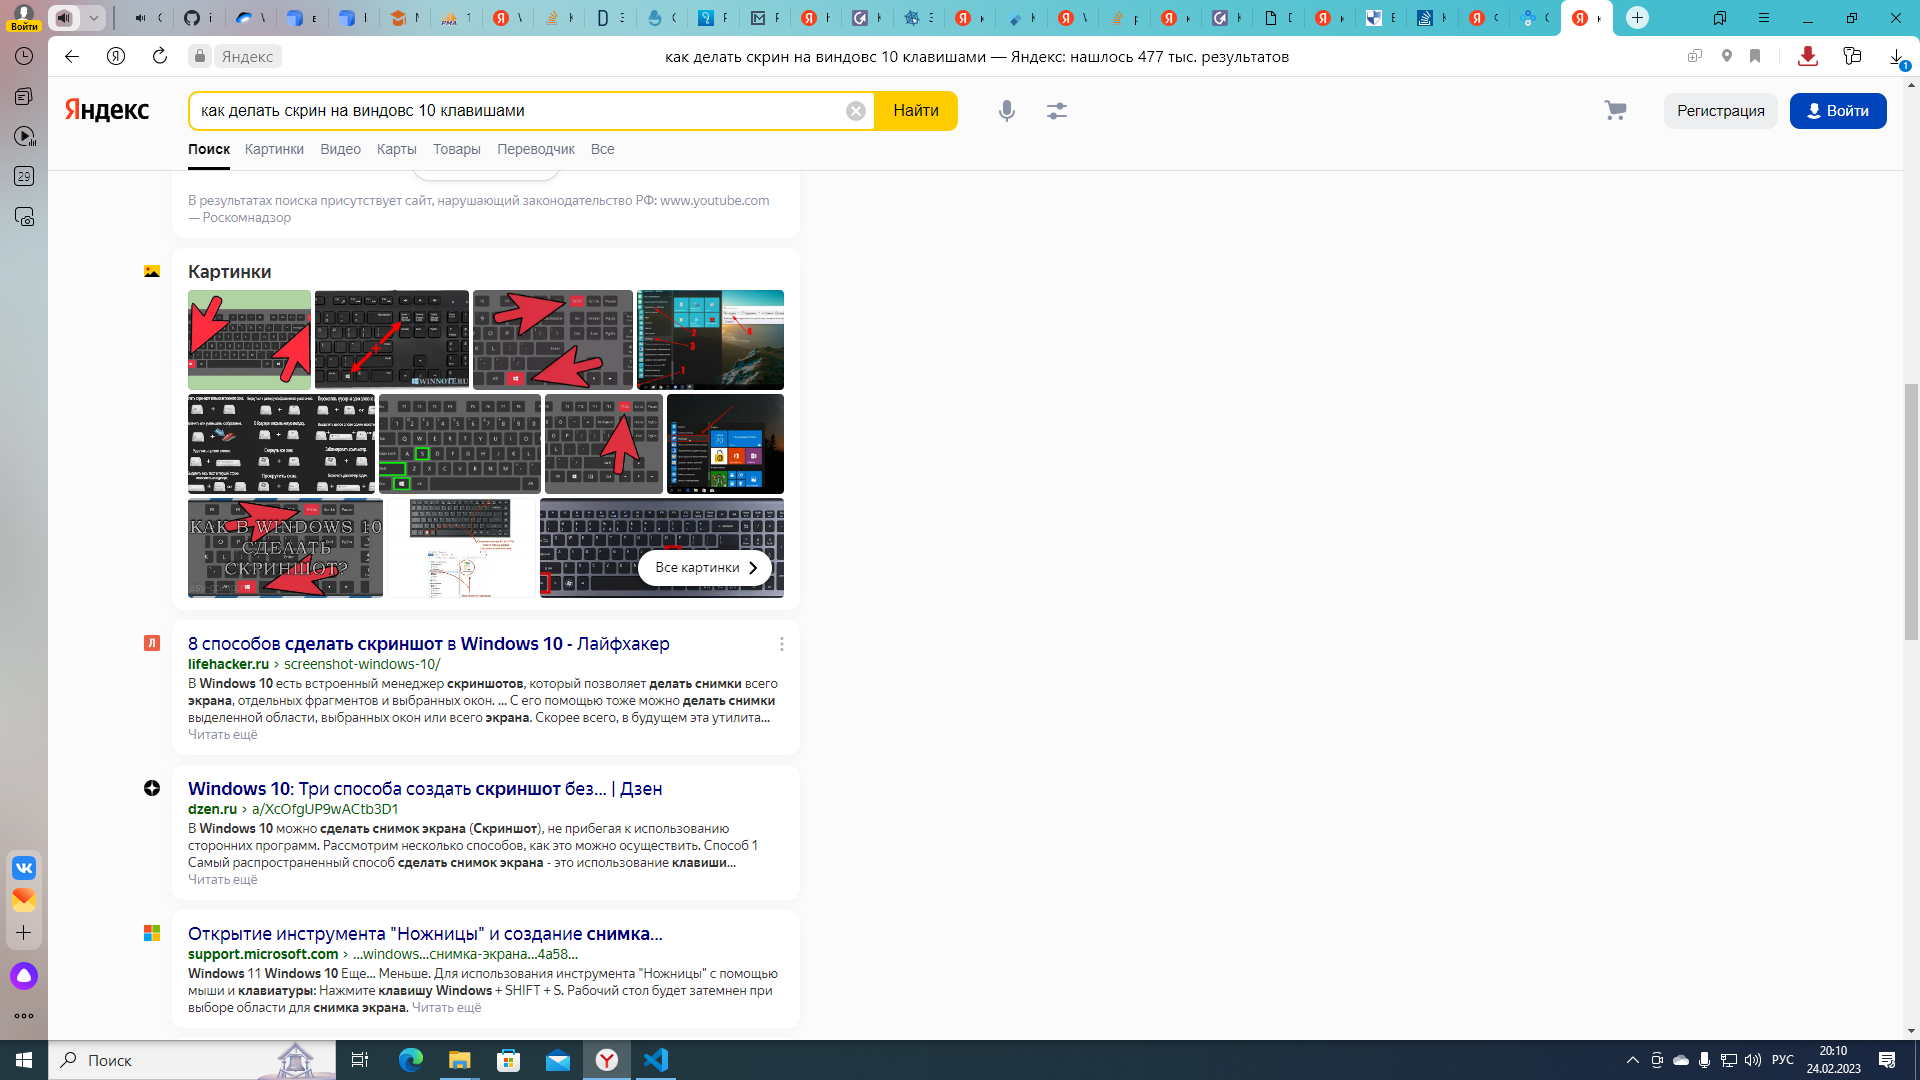 Войти
как делать скрин на виндовс 10 клавишами — Яндекс: нашлось 477 тыс. результатов
Яндекс
1
29
Яндекс
как делать скрин на виндовс 10 клавишами
Найти
Регистрация
Войти
Поиск Картинки Видео Карты Товары Переводчик Все
В результатах поиска присутствует сайт, нарушающий законодательство РФ: www.youtube.com
— Роскомнадзор
Картинки
WINNOTE.RU
КАК В WINDOWS 10
СДЕЛАТЬ
СКРИНШОТ?
Все картинки
8 способов сделать скриншот в Windows 10 - Лайфхакер
lifehacker.ru › screenshot-windows-10/
В Windows 10 есть встроенный менеджер скриншотов, который позволяет делать снимки всего
экрана, отдельных фрагментов и выбранных окон. ... С его помощью тоже можно делать снимки
выделенной области, выбранных окон или всего экрана. Скорее всего, в будущем эта утилита...
Читать ещё
Windows 10: Три способа создать скриншот без... | Дзен
dzen.ru › a/XcOfgUP9wACtb3D1
В Windows 10 можно сделать снимок экрана (Скриншот), не прибегая к использованию
сторонних программ. Рассмотрим несколько способов, как это можно осуществить. Способ 1
Самый распространенный способ сделать снимок экрана - это использование клавиши...
Читать ещё
Открытие инструмента "Ножницы" и создание снимка...
support.microsoft.com › ...windows...снимка-экрана...4a58...
Windows 11 Windows 10 Еще... Меньше. Для использования инструмента "Ножницы" с помощью
мыши и клавиатуры: Нажмите клавишу Windows + SHIFT + S. Рабочий стол будет затемнен при
выборе области для снимка экрана. Читать ещё
Поиск
РУС
20:10
24.02.2023